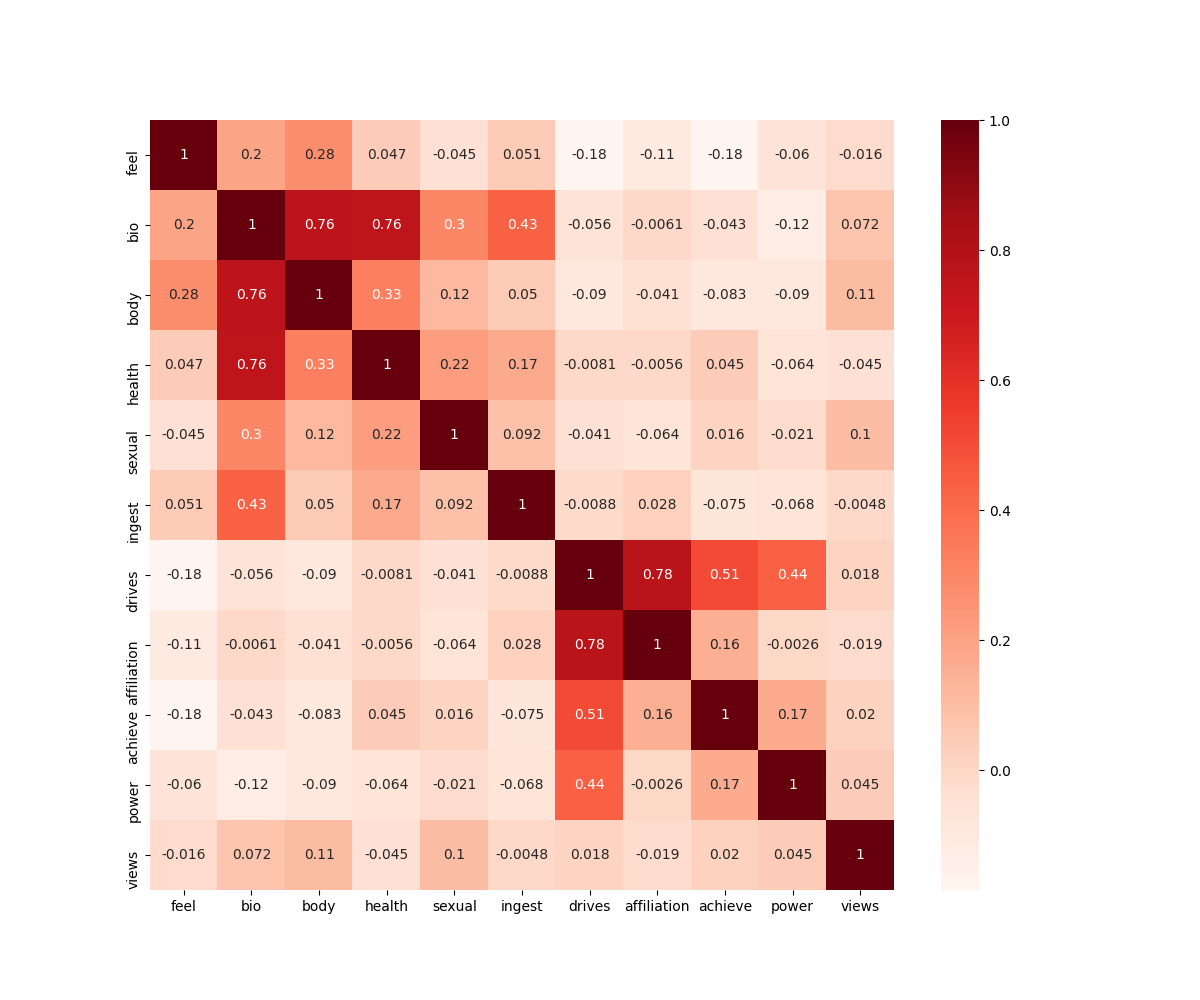 feel 1 0.2 0.28 0.047 -0.045 0.051 -0.18 -0.11 -0.18 -0.06 -0.016
bio 0.2 1 0.76 0.76 0.3 0.43 -0.056 -0.0061 -0.043 -0.12 0.072
body 0.28 0.76 1 0.33 0.12 0.05 -0.09 -0.041 -0.083 -0.09 0.11
health 0.047 0.76 0.33 1 0.22 0.17 -0.0081 -0.0056 0.045 -0.064 -0.045
sexual -0.045 0.3 0.12 0.22 1 0.092 -0.041 -0.064 0.016 -0.021 0.1
ingest 0.051 0.43 0.05 0.17 0.092 1 -0.0088 0.028 -0.075 -0.068 -0.0048
drives -0.18 -0.056 -0.09 -0.0081 -0.041 -0.0088 1 0.78 0.51 0.44 0.018
affiliation -0.11 -0.0061 -0.041 -0.0056 -0.064 0.028 0.78 1 0.16 -0.0026 -0.019
achieve -0.18 -0.043 -0.083 0.045 0.016 -0.075 0.51 0.16 1 0.17 0.02
power -0.06 -0.12 -0.09 -0.064 -0.021 -0.068 0.44 -0.0026 0.17 1 0.045
views -0.016 0.072 0.11 -0.045 0.1 -0.0048 0.018 -0.019 0.02 0.045 1
feel bio body health sexual ingest drives affiliation achieve power views
1.0
0.8
0.6
0.4
0.2
0.0